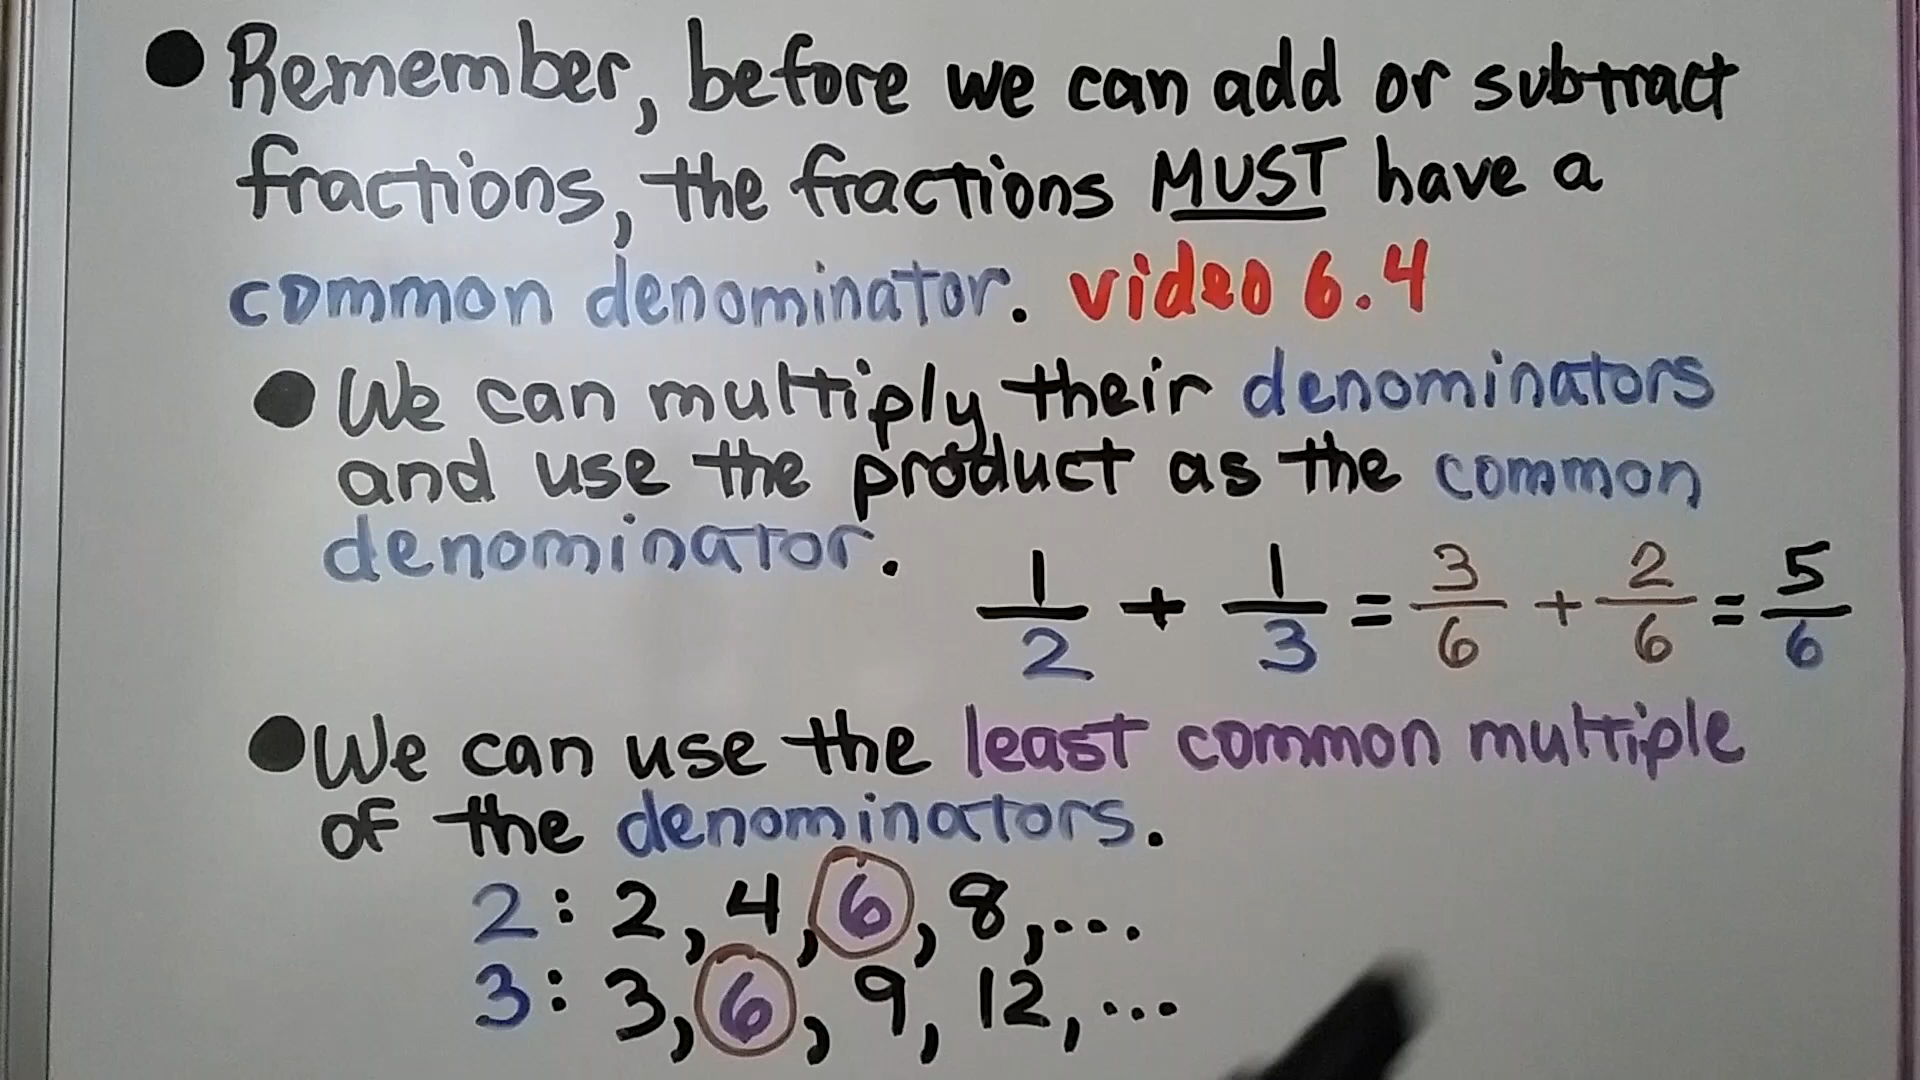 ● Remember, before we can add or subtract
fractions, the fractions MUST have a
common denominator. video 6.4
● We can multiply their denominators
and use the product as the common
denominator.
1/2 + 1/3 = 3/6 + 2/6 = 5/6
● We can use the least common multiple
of the denominators.
2: 2, 4, 6, 8, ...
3: 3, 6, 9, 12, ...